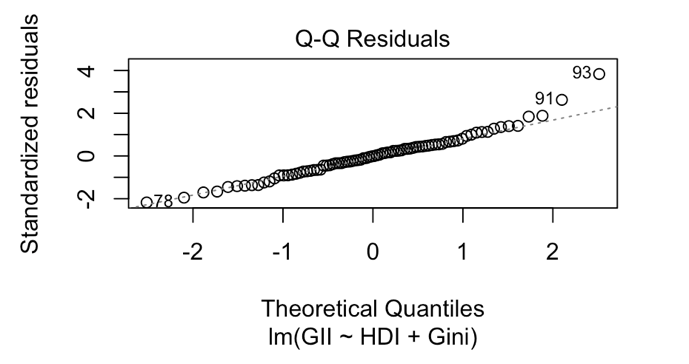 Q-Q Residuals
Standardized residuals
4
2
0
-2
93
91
78
-2 -1 0 1 2
Theoretical Quantiles
lm(GII ~ HDI + Gini)